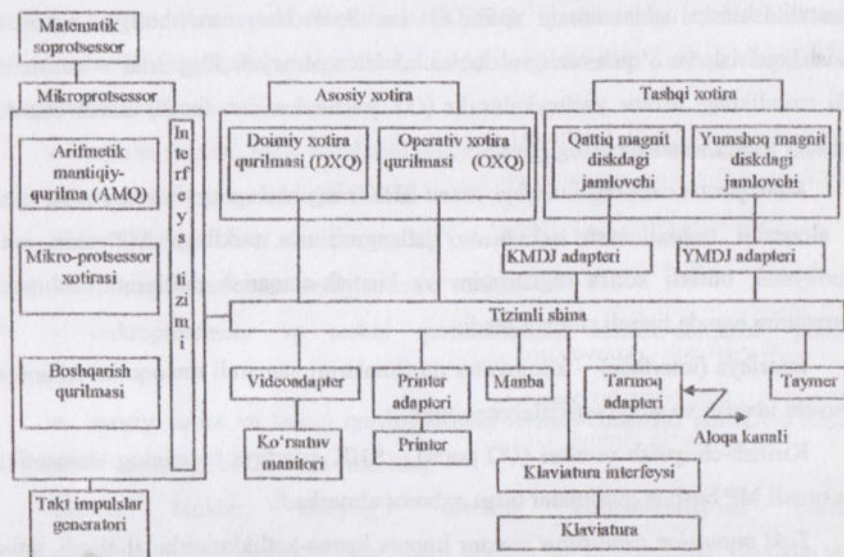 Matematik
soprotsessor
Mikroprotsessor
Arifmetik
mantiqiy-
qurilma (AMQ)
Mikro-protsessor
xotirasi
Boshqarish
qurilmasi
Interfeys tizimi
Takt impulslar
generatori
Asosiy xotira
Doimiy xotira
qurilmasi (DXQ)
Operativ xotira
qurilmasi (OXQ)
Tashqi xotira
Qattiq magnit
diskdagi
jamluvchi
Yumshoq magnit
diskdagi
jamluvchi
KMDJ adapteri
YMDJ adapteri
Tizimli shina
Videoadapter
Printer
adapteri
Manba
Tarmoq
adapteri
Taymer
Ko‘rsatuv
manitori
Printer
Aloqa kanali
Klaviatura interfeysi
Klaviatura